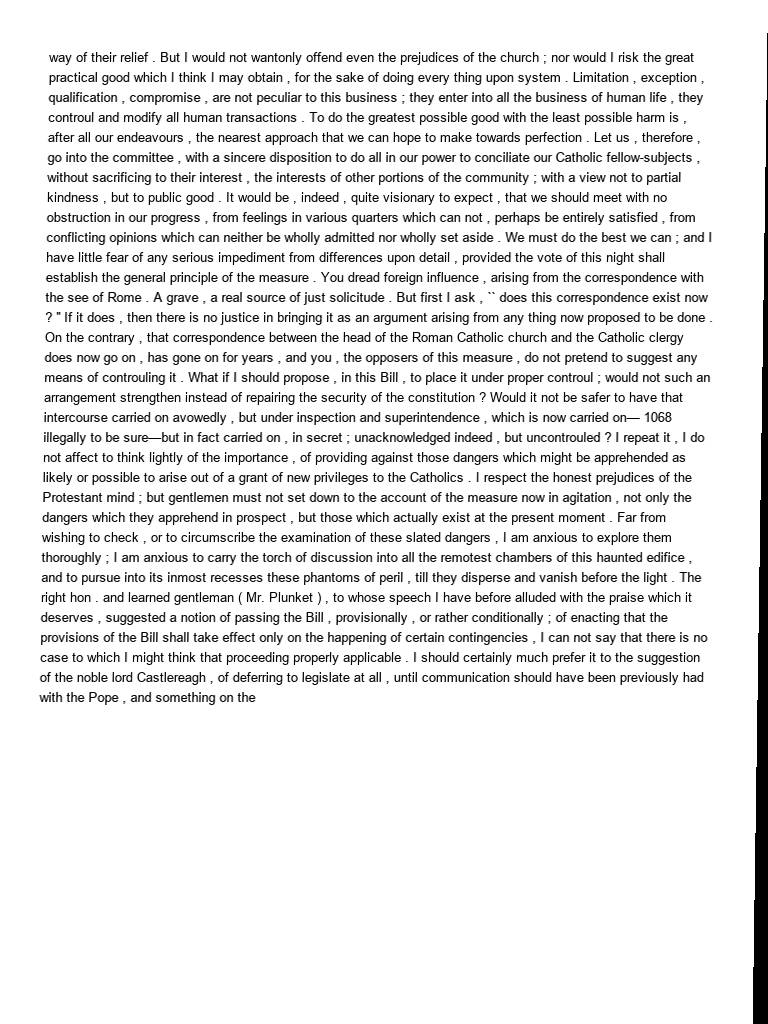 way of their relief . But I would not wantonly offend even the prejudices of the church ; nor would I risk the great
practical good which I think I may obtain , for the sake of doing every thing upon system . Limitation , exception ,
qualification , compromise , are not peculiar to this business ; they enter into all the business of human life , they
controul and modify all human transactions . To do the greatest possible good with the least possible harm is ,
after all our endeavours , the nearest approach that we can hope to make towards perfection . Let us , therefore ,
go into the committee , with a sincere disposition to do all in our power to conciliate our Catholic fellow-subjects ,
without sacrificing to their interest , the interests of other portions of the community ; with a view not to partial
kindness , but to public good . It would be , indeed , quite visionary to expect , that we should meet with no
obstruction in our progress , from feelings in various quarters which can not , perhaps be entirely satisfied , from
conflicting opinions which can neither be wholly admitted nor wholly set aside . We must do the best we can ; and I
have little fear of any serious impediment from differences upon detail , provided the vote of this night shall
establish the general principle of the measure . You dread foreign influence , arising from the correspondence with
the see of Rome . A grave , a real source of just solicitude . But first I ask , `` does this correspondence exist now
? '' If it does , then there is no justice in bringing it as an argument arising from any thing now proposed to be done .
On the contrary , that correspondence between the head of the Roman Catholic church and the Catholic clergy
does now go on , has gone on for years , and you , the opposers of this measure , do not pretend to suggest any
means of controuling it . What if I should propose , in this Bill , to place it under proper controul ; would not such an
arrangement strengthen instead of repairing the security of the constitution ? Would it not be safer to have that
intercourse carried on avowedly , but under inspection and superintendence , which is now carried on— 1068
illegally to be sure—but in fact carried on , in secret ; unacknowledged indeed , but uncontrouled ? I repeat it , I do
not affect to think lightly of the importance , of providing against those dangers which might be apprehended as
likely or possible to arise out of a grant of new privileges to the Catholics . I respect the honest prejudices of the
Protestant mind ; but gentlemen must not set down to the account of the measure now in agitation , not only the
dangers which they apprehend in prospect , but those which actually exist at the present moment . Far from
wishing to check , or to circumscribe the examination of these slated dangers , I am anxious to explore them
thoroughly ; I am anxious to carry the torch of discussion into all the remotest chambers of this haunted edifice ,
and to pursue into its inmost recesses these phantoms of peril , till they disperse and vanish before the light . The
right hon . and learned gentleman ( Mr. Plunket ) , to whose speech I have before alluded with the praise which it
deserves , suggested a notion of passing the Bill , provisionally , or rather conditionally ; of enacting that the
provisions of the Bill shall take effect only on the happening of certain contingencies , I can not say that there is no
case to which I might think that proceeding properly applicable . I should certainly much prefer it to the suggestion
of the noble lord Castlereagh , of deferring to legislate at all , until communication should have been previously had
with the Pope , and something on the